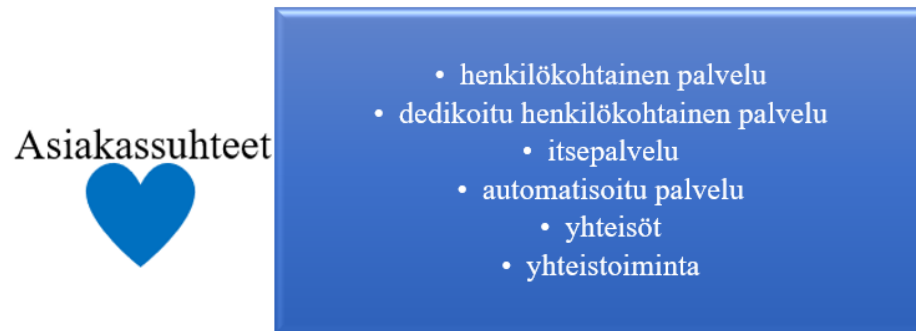 Asiakassuhteet
• henkilökohtainen palvelu
• dedikoitu henkilökohtainen palvelu
• itsepalvelu
• automatisoitu palvelu
• yhteisöt
• yhteistoiminta